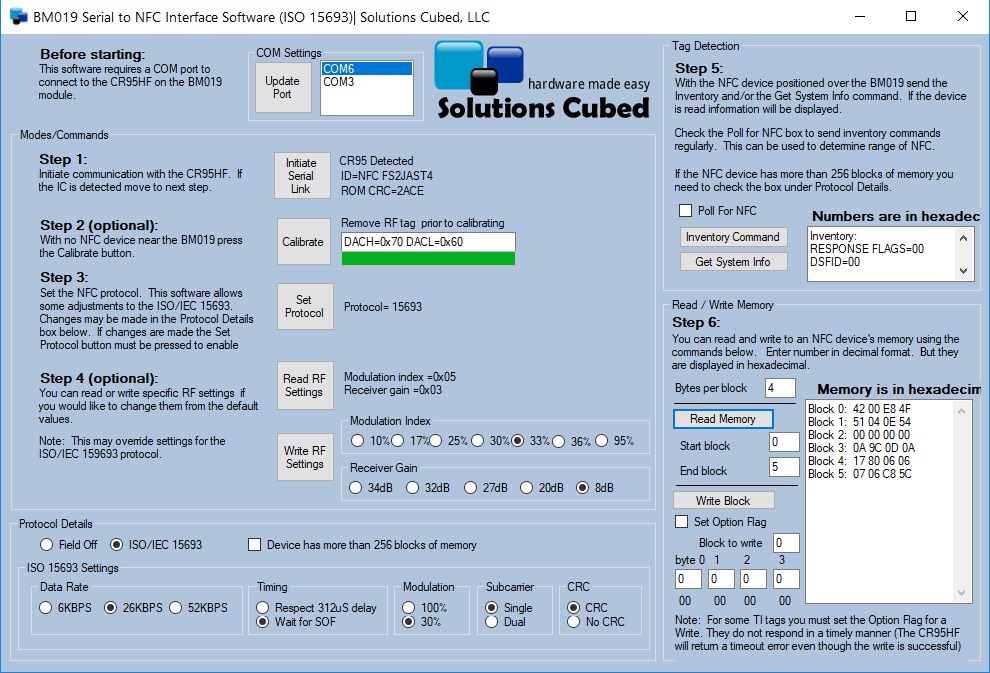 BM019 Serial to NFC Interface Software (ISO 15693)| Solutions Cubed, LLC
Before starting:
This software requires a COM port to
connect to the CR95HF on the BM019
module.
COM Settings
Update
Port
COM6
COM3
hardware made easy
Solutions Cubed
Modes/Commands
Step 1:
Initiate communication with the CR95HF. If
the IC is detected move to next step.
Initiate
Serial
Link
CR95 Detected
ID=NFC FS2JAST4
ROM CRC=2ACE
Step 2 (optional):
With no NFC device near the BM019 press
the Calibrate button.
Calibrate
Remove RF tag prior to calibrating
DACH=0x70 DACL=0x60
Step 3:
Set the NFC protocol. This software allows
some adjustments to the ISO/IEC 15693.
Changes may be made in the Protocol Details
box below. If changes are made the Set
Protocol button must be pressed to enable
Set
Protocol
Protocol= 15693
Step 4 (optional):
You can read or write specific RF settings if
you would like to change them from the default
values.
Note: This may override settings for the
ISO/IEC 159693 protocol.
Read RF
Settings
Modulation index =0x05
Receiver gain =0x03
Write RF
Settings
Modulation Index
10% 17% 25% 30% 33% 36% 95%
Receiver Gain
34dB 32dB 27dB 20dB 8dB
Protocol Details
Field Off ISO/IEC 15693 Device has more than 256 blocks of memory
ISO 15693 Settings
Data Rate
6KBPS 26KBPS 52KBPS
Timing
Respect 312uS delay
Wait for SOF
Modulation
100%
30%
Subcarrier
Single
Dual
CRC
CRC
No CRC
Tag Detection
Step 5:
With the NFC device positioned over the BM019 send the
Inventory and/or the Get System Info command. If the device
is read information will be displayed.
Check the Poll for NFC box to send inventory commands
regularly. This can be used to determine range of NFC.
If the NFC device has more than 256 blocks of memory you
need to check the box under Protocol Details.
Poll For NFC
Numbers are in hexadec
Inventory Command
Get System Info
Inventory:
RESPONSE FLAGS=00
DSFID=00
Read / Write Memory
Step 6:
You can read and write to an NFC device's memory using the
commands below. Enter number in decimal format. But they
are displayed in hexadecimal.
Bytes per block 4
Memory is in hexadecim
Read Memory
Start block 0
End block 5
Block 0: 42 00 E8 4F
Block 1: 51 04 0E 54
Block 2: 00 00 00 00
Block 3: 0A 9C 0D 0A
Block 4: 17 80 06 06
Block 5: 07 06 C8 5C
Write Block
Set Option Flag
Block to write 0
byte 0 1 2 3
0 0 0 0
00 00 00 00
Note: For some TI tags you must set the Option Flag for a
Write. They do not respond in a timely manner (The CR95HF
will return a timeout error even though the write is successful)